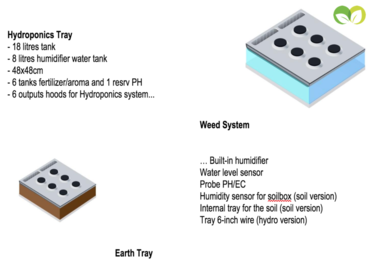 Hydroponics Tray
- 18 litres tank
- 8 litres humidifier water tank
- 48x48cm
- 6 tanks fertilizer/aroma and 1 resrv PH
- 6 outputs hoods for Hydroponics system...
Weed System
... Built-in humidifier
Water level sensor
Probe PH/EC
Humidity sensor for soilbox (soil version)
Internal tray for the soil (soil version)
Tray 6-inch wire (hydro version)
Earth Tray